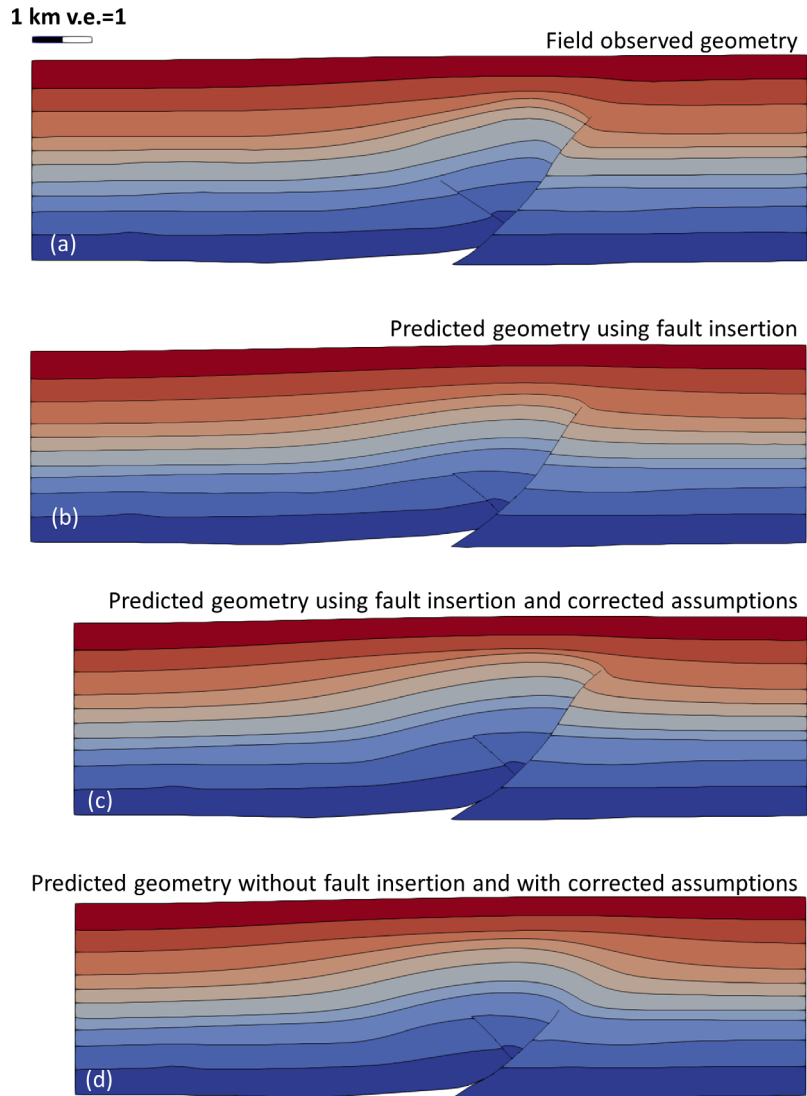 1 km v.e.=1
Field observed geometry
(a)
Predicted geometry using fault insertion
(b)
Predicted geometry using fault insertion and corrected assumptions
(c)
Predicted geometry without fault insertion and with corrected assumptions
(d)